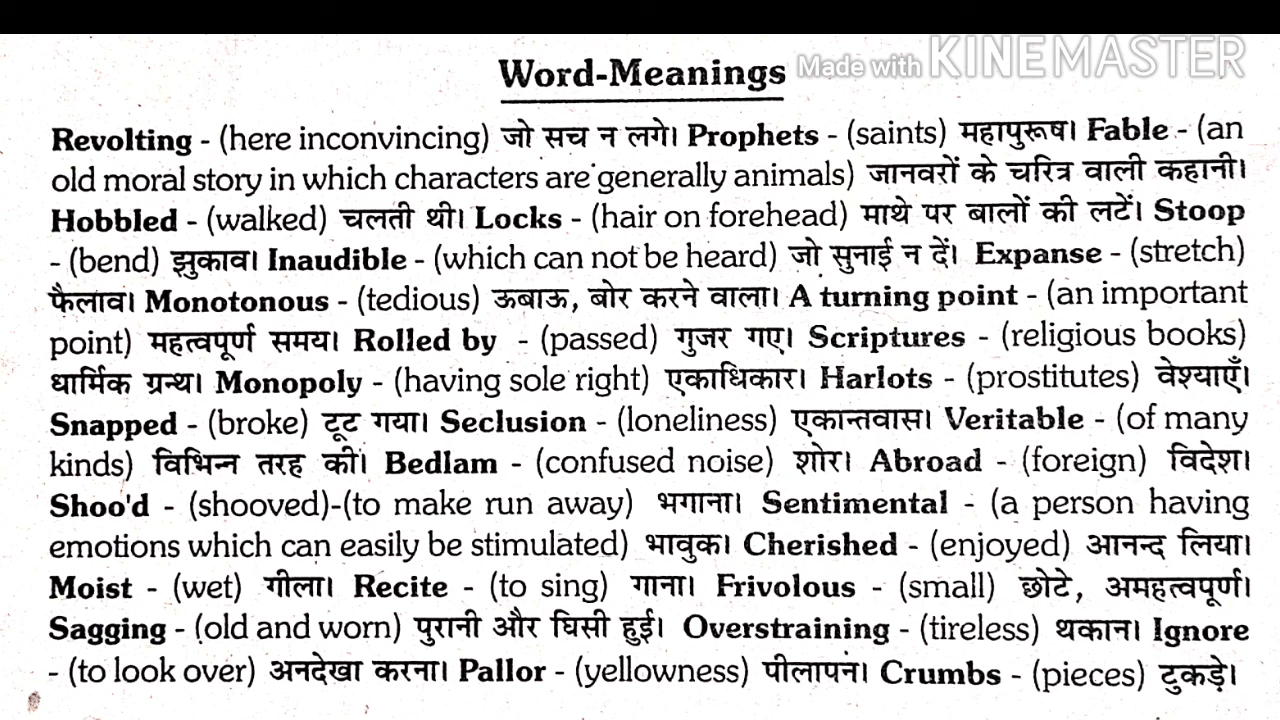 Word-Meanings
Made with KINEMASTER
Revolting - (here inconvincing) जो सच न लगे। Prophets - (saints) महापुरूष। Fable - (an
old moral story in which characters are generally animals) जानवरों के चरित्र वाली कहानी।
Hobbled - (walked) चलती थी। Locks - (hair on forehead) माथे पर बालों की लटें। Stoop
- (bend) झुकाव। Inaudible - (which can not be heard) जो सुनाई न दें। Expanse - (stretch)
फैलाव। Monotonous - (tedious) ऊबाऊ, बोर करने वाला। A turning point - (an important
point) महत्वपूर्ण समय। Rolled by - (passed) गुजर गए। Scriptures - (religious books)
धार्मिक ग्रन्थ। Monopoly - (having sole right) एकाधिकार। Harlots - (prostitutes) वेश्याएँ।
Snapped - (broke) टूट गया। Seclusion - (loneliness) एकान्तवास। Veritable - (of many
kinds) विभिन्न तरह की। Bedlam - (confused noise) शोर। Abroad - (foreign) विदेश।
Shoo'd - (shooved)-(to make run away) भगाना। Sentimental - (a person having
emotions which can easily be stimulated) भावुक। Cherished - (enjoyed) आनन्द लिया।
Moist - (wet) गीला। Recite - (to sing) गाना। Frivolous - (small) छोटे, अमहत्वपूर्ण।
Sagging - (old and worn) पुरानी और घिसी हुई। Overstraining - (tireless) थकान। Ignore
- (to look over) अनदेखा करना। Pallor - (yellowness) पीलापन। Crumbs - (pieces) टुकड़े।